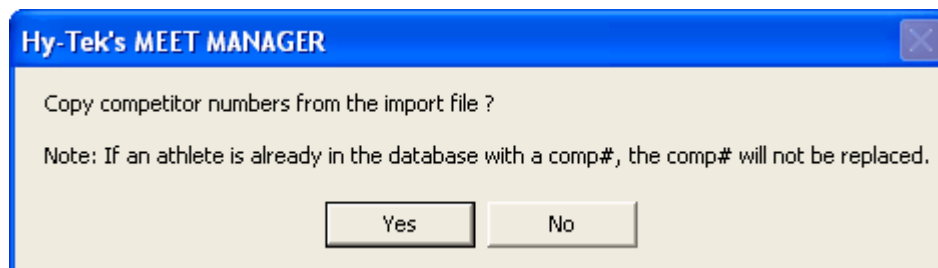 Hy-Tek's MEET MANAGER
Copy competitor numbers from the import file ?
Note: If an athlete is already in the database with a comp#, the comp# will not be replaced.
Yes No